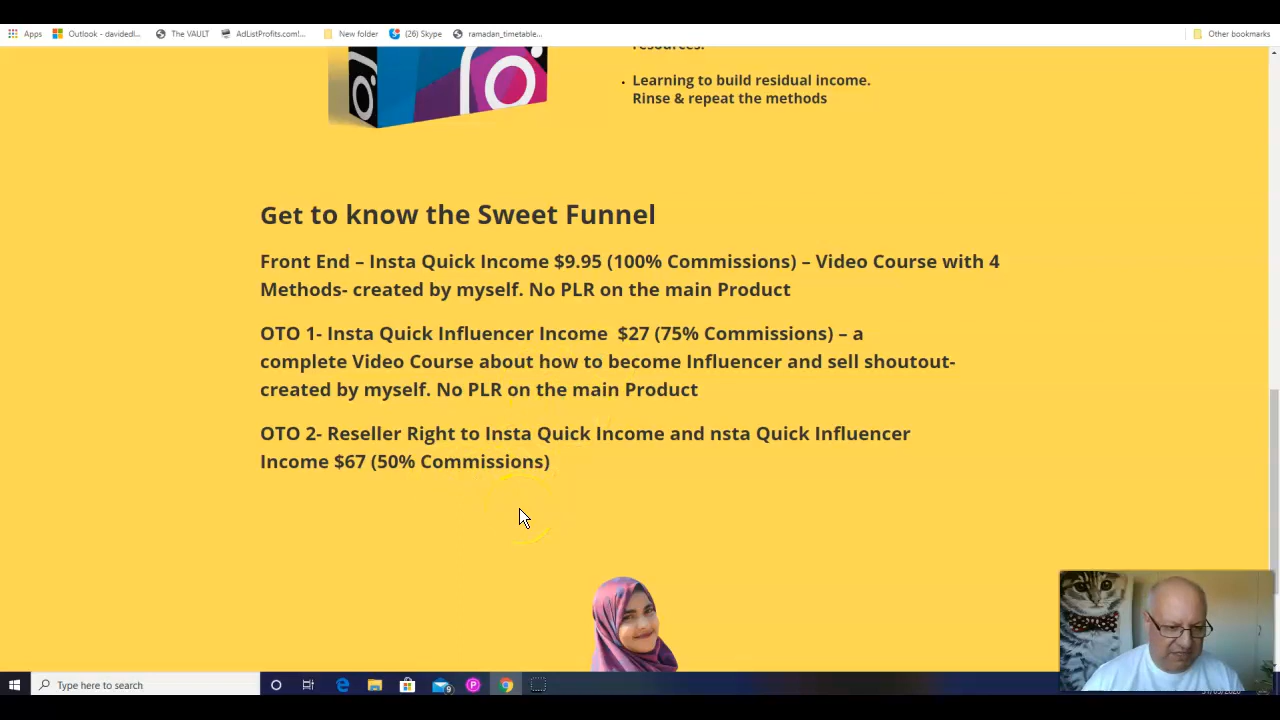 Apps
Outlook - davidedl...
The VAULT
AdListProfits.com!...
New folder
(26) Skype
ramadan_timetable...
Other bookmarks
resources.
Learning to build residual income.
Rinse & repeat the methods
Get to know the Sweet Funnel
Front End – Insta Quick Income $9.95 (100% Commissions) – Video Course with 4
Methods- created by myself. No PLR on the main Product
OTO 1- Insta Quick Influencer Income $27 (75% Commissions) – a
complete Video Course about how to become Influencer and sell shoutout-
created by myself. No PLR on the main Product
OTO 2- Reseller Right to Insta Quick Income and nsta Quick Influencer
Income $67 (50% Commissions)
Type here to search